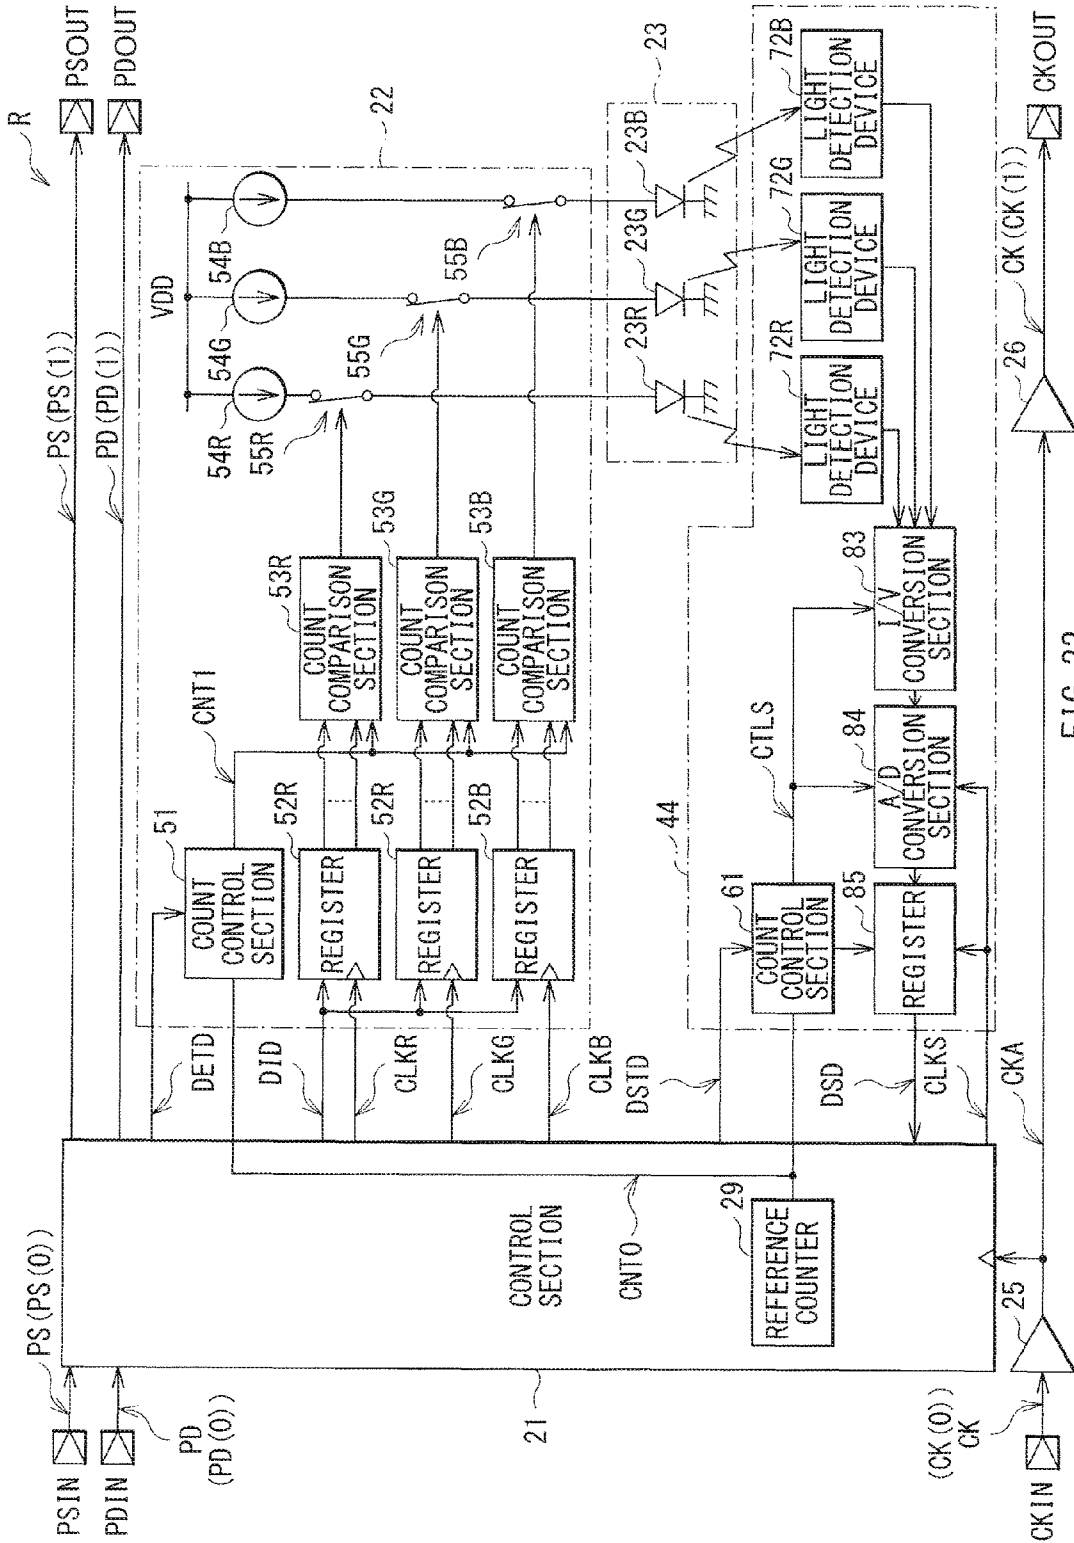 R
PSOUT
PDOUT
PS(PS(1))
PD(PD(1))
PS(PS(0))
PSIN
PDIN
PD
(PD(0))
21
CONTROL
SECTION
CNT0
29
REFERENCE
COUNTER
DETD
DID
CLKR
CLKG
CLKB
DSTD
DSD
CLKS
CKA
22
51
COUNT
CONTROL
SECTION
CNT1
52R
REGISTER
52R
REGISTER
52B
REGISTER
53R
COUNT
COMPARISON
SECTION
53G
COUNT
COMPARISON
SECTION
53B
COUNT
COMPARISON
SECTION
VDD
54R
54G
54B
55R
55G
55B
23
23R
23G
23B
44
61
COUNT
CONTROL
SECTION
CTLS
85
REGISTER
84
A/D
CONVERSION
SECTION
83
I/V
CONVERSION
SECTION
72R
LIGHT
DETECTION
DEVICE
72G
LIGHT
DETECTION
DEVICE
72B
LIGHT
DETECTION
DEVICE
CKIN
(CK(0))
CK
25
26
CK(CK(1))
CKOUT